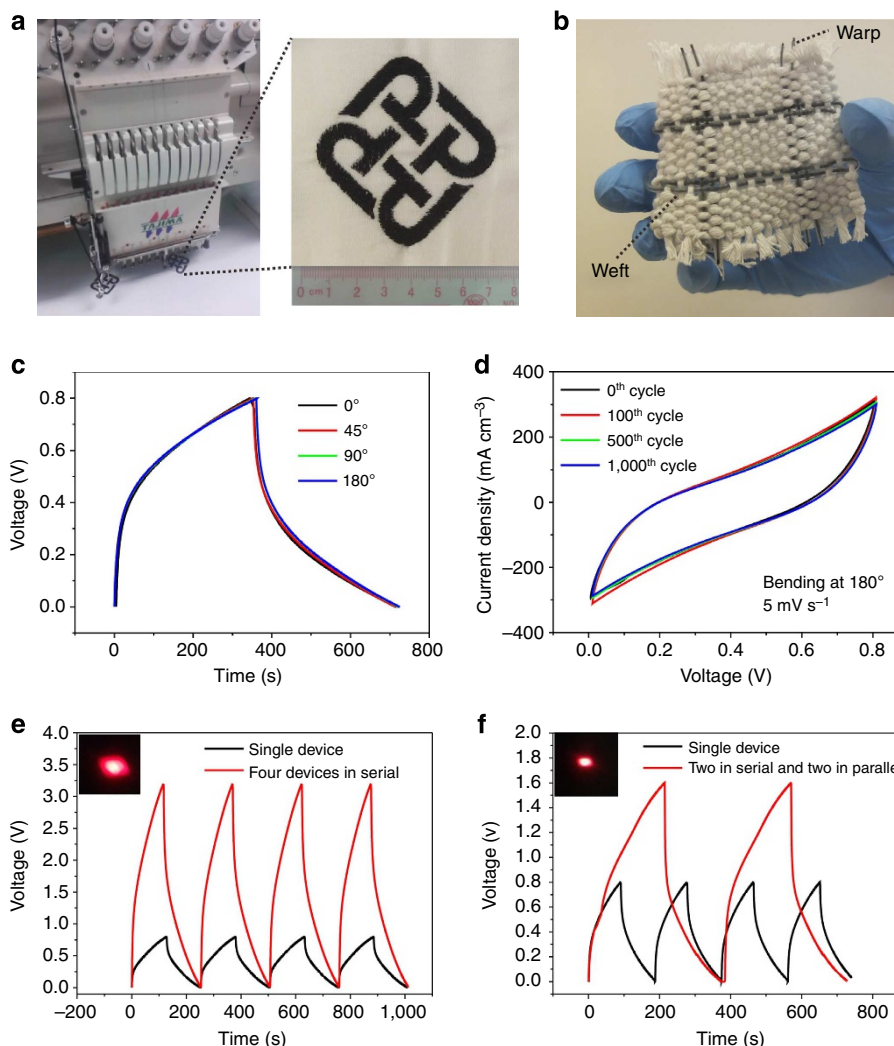 a
TAJIMA
0 cm 1 2 3 4 5 6 7 8
b
Warp
Weft
c
Voltage (V)
0.8
0.6
0.4
0.2
0.0
0°
45°
90°
180°
0 200 400 600 800
Time (s)
d
Current density (mA cm⁻³)
400
200
0
–200
–400
0th cycle
100th cycle
500th cycle
1,000th cycle
Bending at 180°
5 mV s⁻¹
0.0 0.2 0.4 0.6 0.8
Voltage (V)
e
Voltage (V)
4.0
3.5
3.0
2.5
2.0
1.5
1.0
0.5
0
Single device
Four devices in serial
–200 0 200 400 600 800 1,000
Time (s)
f
Voltage (v)
2.0
1.8
1.6
1.4
1.2
1.0
0.8
0.6
0.4
0.2
0.0
Single device
Two in serial and two in paralle
0 200 400 600 800
Time (s)